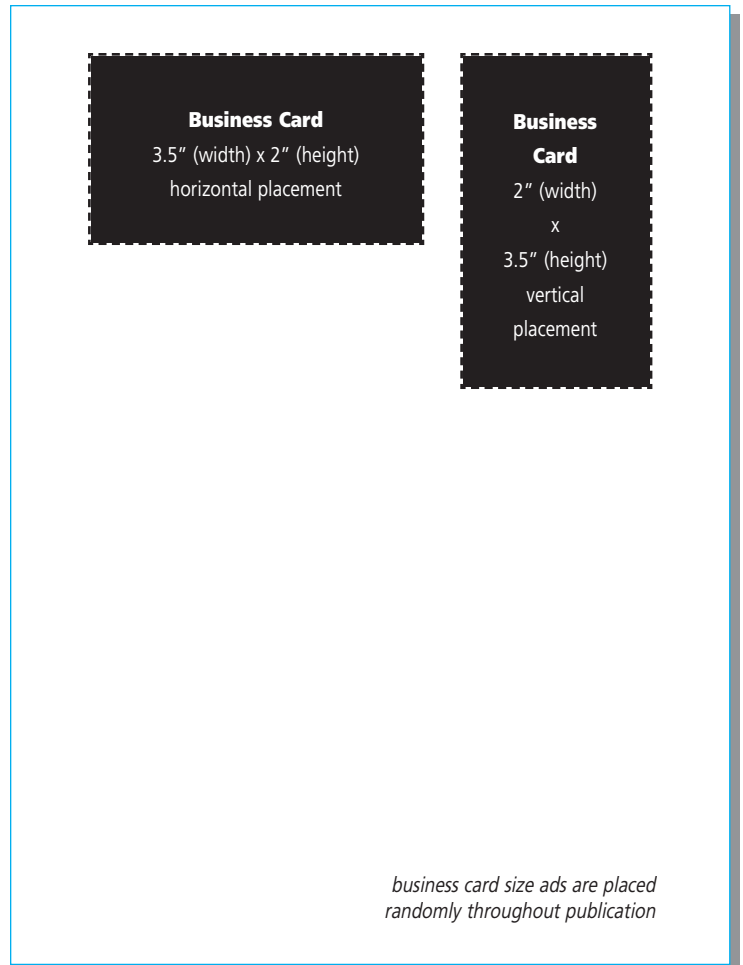 Business Card
3.5” (width) x 2” (height)
horizontal placement
Business
Card
2” (width)
x
3.5” (height)
vertical
placement
business card size ads are placed
randomly throughout publication